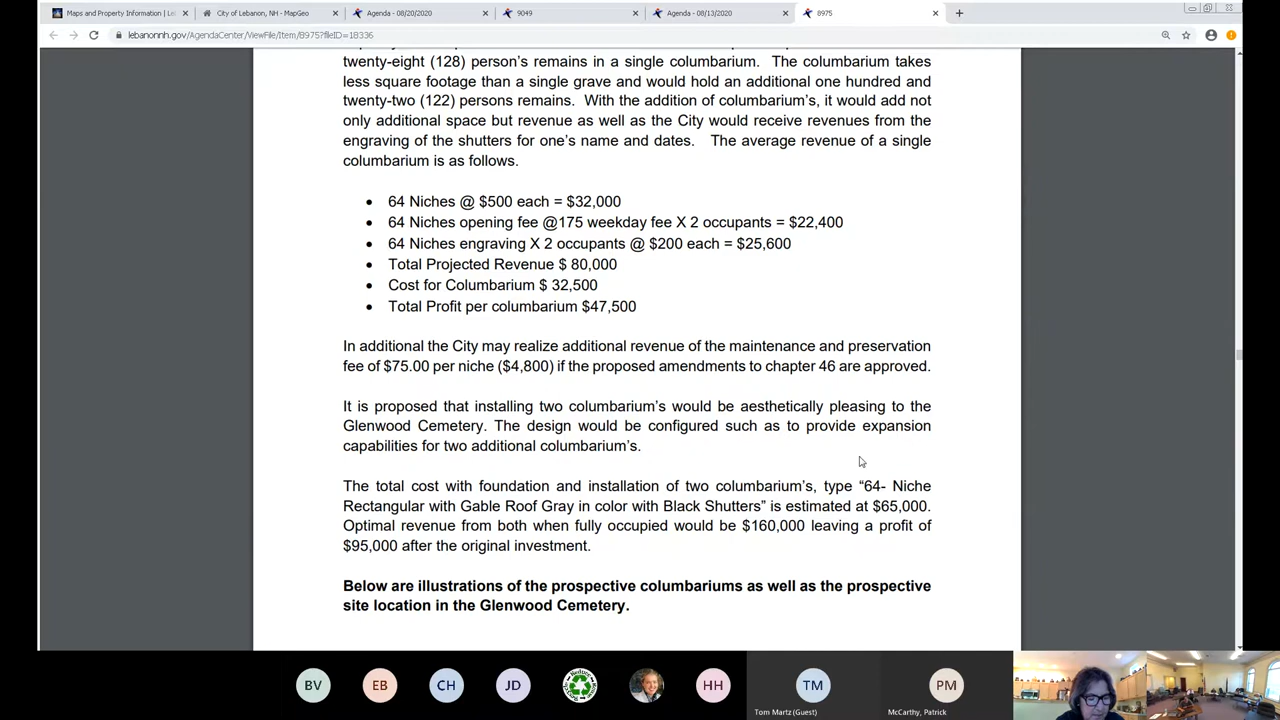 Maps and Property Information | Le
City of Lebanon, NH - MapGeo
Agenda - 08/20/2020
9049
Agenda - 08/13/2020
8975
lebanonnh.gov/AgendaCenter/ViewFile/Item/8975?fileID=18336
twenty-eight (128) person's remains in a single columbarium. The columbarium takes
less square footage than a single grave and would hold an additional one hundred and
twenty-two (122) persons remains. With the addition of columbarium's, it would add not
only additional space but revenue as well as the City would receive revenues from the
engraving of the shutters for one's name and dates. The average revenue of a single
columbarium is as follows.
• 64 Niches @ $500 each = $32,000
• 64 Niches opening fee @175 weekday fee X 2 occupants = $22,400
• 64 Niches engraving X 2 occupants @ $200 each = $25,600
• Total Projected Revenue $ 80,000
• Cost for Columbarium $ 32,500
• Total Profit per columbarium $47,500
In additional the City may realize additional revenue of the maintenance and preservation
fee of $75.00 per niche ($4,800) if the proposed amendments to chapter 46 are approved.
It is proposed that installing two columbarium's would be aesthetically pleasing to the
Glenwood Cemetery. The design would be configured such as to provide expansion
capabilities for two additional columbarium's.
The total cost with foundation and installation of two columbarium's, type “64- Niche
Rectangular with Gable Roof Gray in color with Black Shutters” is estimated at $65,000.
Optimal revenue from both when fully occupied would be $160,000 leaving a profit of
$95,000 after the original investment.
Below are illustrations of the prospective columbariums as well as the prospective
site location in the Glenwood Cemetery.
BV
EB
CH
JD
HH
TM
PM
Tom Martz (Guest)
McCarthy, Patrick